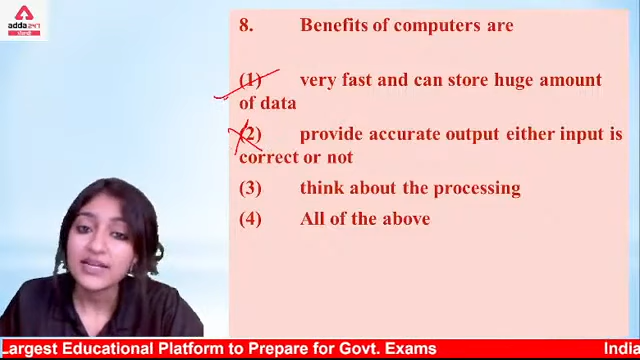 adda247
ਪੰਜਾਬੀ
8. Benefits of computers are
(1) very fast and can store huge amount
of data
(2) provide accurate output either input is
correct or not
(3) think about the processing
(4) All of the above
Largest Educational Platform to Prepare for Govt. Exams
India